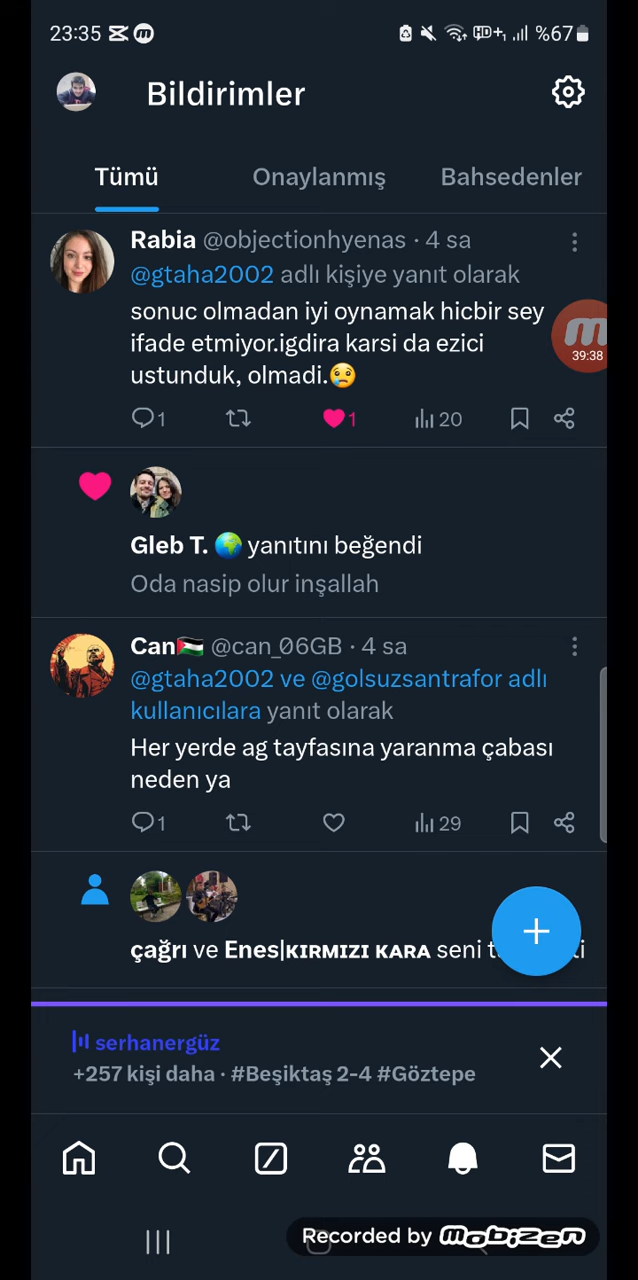 23:35 %67
Bildirimler
Tümü Onaylanmış Bahsedenler
Rabia @objectionhyenas · 4 sa
@gtaha2002 adlı kişiye yanıt olarak
sonuc olmadan iyi oynamak hicbir sey
ifade etmiyor.igdira karsi da ezici
ustunduk, olmadi.😢
39:38
1 1 20
Gleb T. 🌍 yanıtını beğendi
Oda nasip olur inşallah
Can🇵🇸 @can_06GB · 4 sa
@gtaha2002 ve @golsuzsantrafor adlı
kullanıcılara yanıt olarak
Her yerde ag tayfasına yaranma çabası
neden ya
1 29
çağrı ve Enes|KIRMIZI KARA seni
serhanergüz
+257 kişi daha · #Beşiktaş 2-4 #Göztepe
Recorded by mobizen